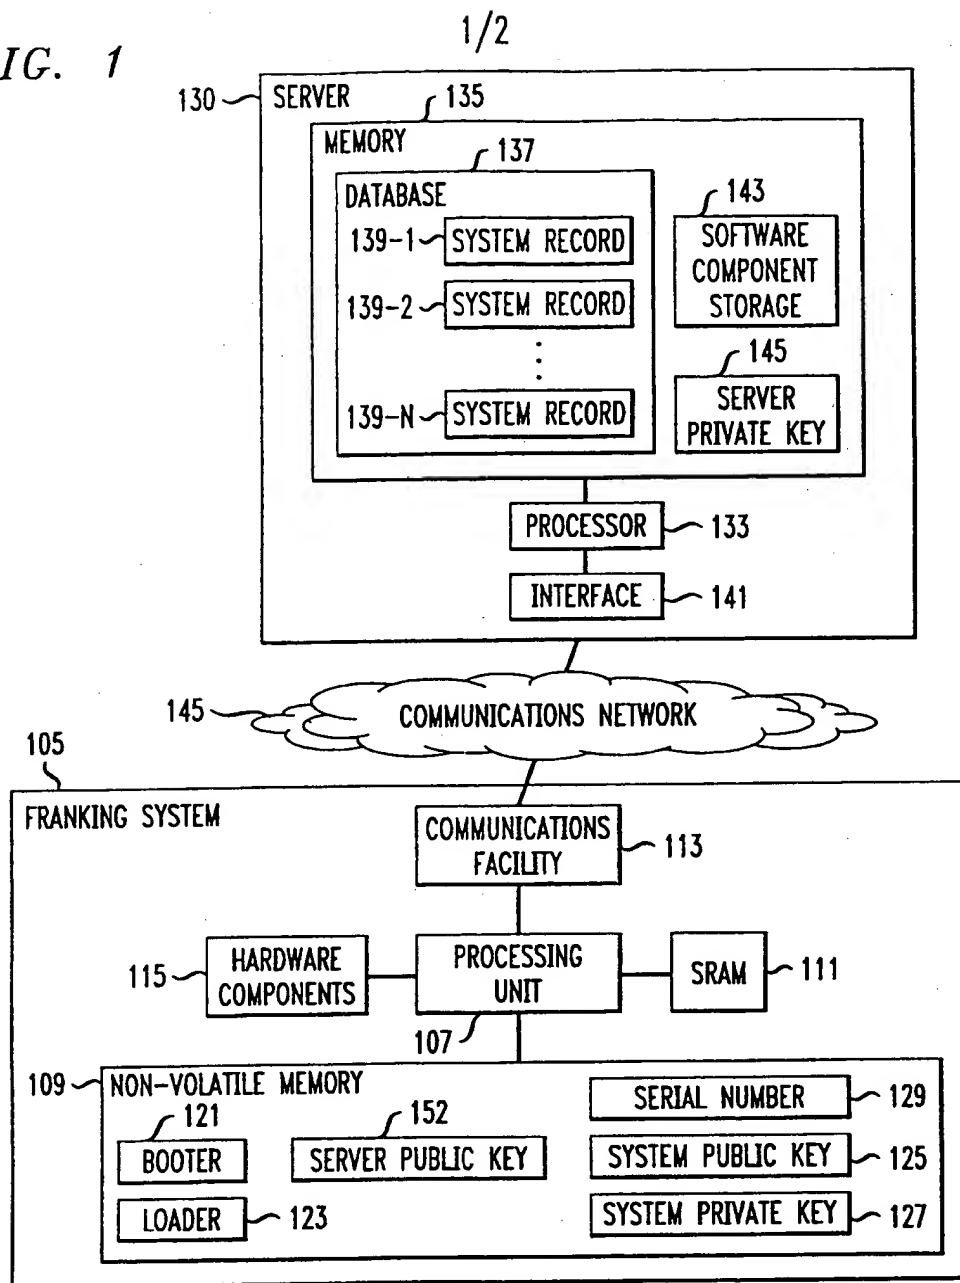 1/2
IG. 1
130 SERVER
135
MEMORY
137
DATABASE
143
139-1 SYSTEM RECORD
SOFTWARE
COMPONENT
STORAGE
139-2 SYSTEM RECORD
145
139-N SYSTEM RECORD
SERVER
PRIVATE KEY
PROCESSOR 133
INTERFACE 141
145 COMMUNICATIONS NETWORK
105
FRANKING SYSTEM
COMMUNICATIONS
FACILITY
113
115
HARDWARE
COMPONENTS
PROCESSING
UNIT
SRAM 111
107
109 NON-VOLATILE MEMORY
121
152
SERIAL NUMBER 129
BOOTER
SERVER PUBLIC KEY
SYSTEM PUBLIC KEY 125
LOADER 123
SYSTEM PRIVATE KEY 127